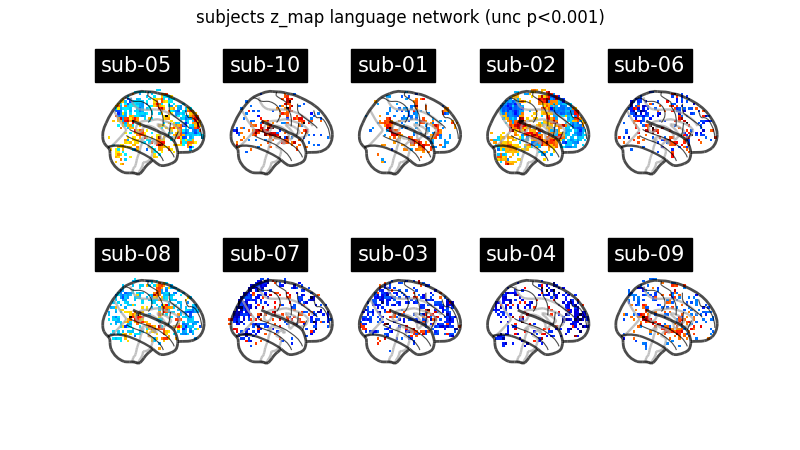 subjects z_map language network (unc p<0.001)
sub-05
sub-10
sub-01
sub-02
sub-06
sub-08
sub-07
sub-03
sub-04
sub-09